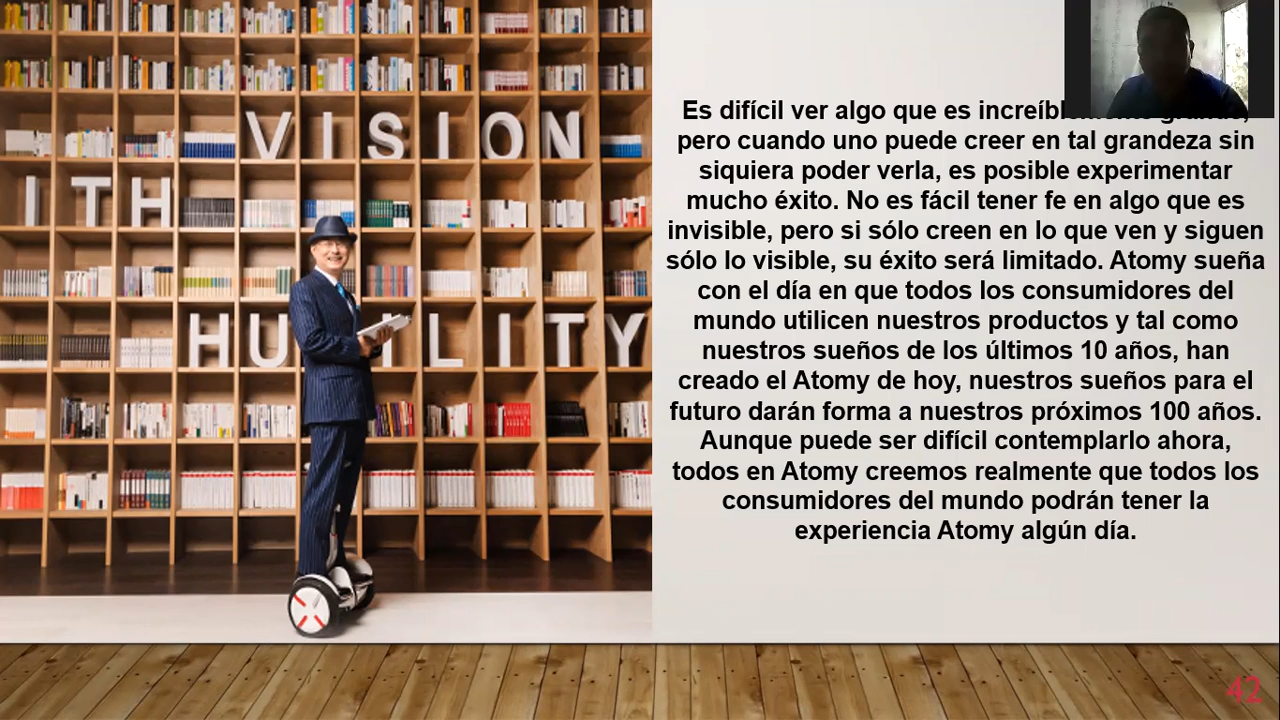 VISION
ITH
HU ILITY
Es difícil ver algo que es
pero cuando uno puede creer en tal grandeza sin
siquiera poder verla, es posible experimentar
mucho éxito. No es fácil tener fe en algo que es
invisible, pero si sólo creen en lo que ven y siguen
sólo lo visible, su éxito será limitado. Atomy sueña
con el día en que todos los consumidores del
mundo utilicen nuestros productos y tal como
nuestros sueños de los últimos 10 años, han
creado el Atomy de hoy, nuestros sueños para el
futuro darán forma a nuestros próximos 100 años.
Aunque puede ser difícil contemplarlo ahora,
todos en Atomy creemos realmente que todos los
consumidores del mundo podrán tener la
experiencia Atomy algún día.
42